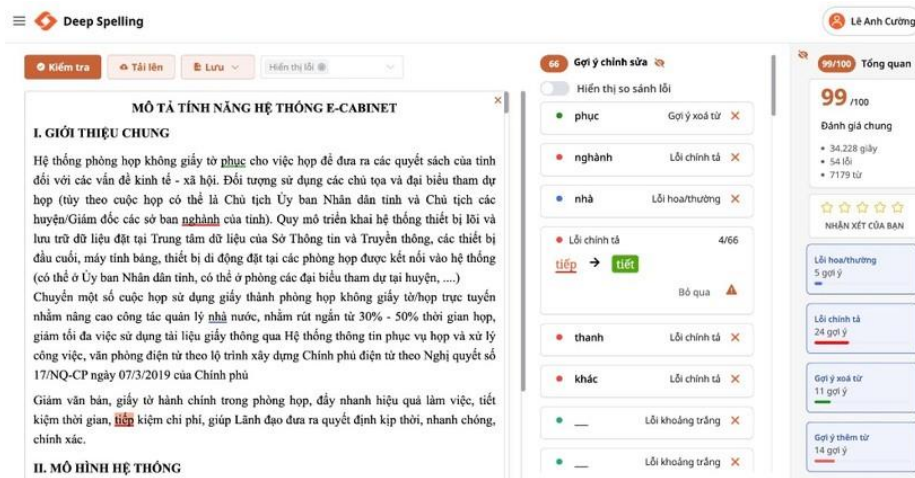 Deep Spelling
Lê Anh Cường
Kiểm tra
Tải lên
Lưu
Hiển thị lỗi
MÔ TẢ TÍNH NĂNG HỆ THỐNG E-CABINET
I. GIỚI THIỆU CHUNG
Hệ thống phòng họp không giấy tờ phục cho việc họp để đưa ra các quyết sách của tỉnh
đối với các vấn đề kinh tế - xã hội. Đối tượng sử dụng các chủ tọa và đại biểu tham dự
họp (tùy theo cuộc họp có thể là Chủ tịch Ủy ban Nhân dân tỉnh và Chủ tịch các
huyện/Giám đốc các sở ban nghành của tỉnh). Quy mô triển khai hệ thống thiết bị lõi và
lưu trữ dữ liệu đặt tại Trung tâm dữ liệu của Sở Thông tin và Truyền thông, các thiết bị
đầu cuối, máy tính bảng, thiết bị di động đặt tại các phòng họp được kết nối vào hệ thống
(có thể ở Ủy ban Nhân dân tỉnh, có thể ở phòng các đại biểu tham dự tại huyện, ....)
Chuyển một số cuộc họp sử dụng giấy thành phòng họp không giấy tờ/họp trực tuyến
nhằm nâng cao công tác quản lý nhà nước, nhằm rút ngắn từ 30% - 50% thời gian họp,
giảm tối đa việc sử dụng tài liệu giấy thông qua Hệ thống thông tin phục vụ họp và xử lý
công việc, văn phòng điện tử theo lộ trình xây dựng Chính phủ điện tử theo Nghị quyết số
17/NQ-CP ngày 07/3/2019 của Chính phủ
Giảm văn bản, giấy tờ hành chính trong phòng họp, đẩy nhanh hiệu quả làm việc, tiết
kiệm thời gian, tiếp kiệm chi phí, giúp Lãnh đạo đưa ra quyết định kịp thời, nhanh chóng,
chính xác.
II. MÔ HÌNH HỆ THỐNG
66 Gợi ý chỉnh sửa
Hiển thị so sánh lỗi
phục Gợi ý xoá từ
nghành Lỗi chính tả
nhà Lỗi hoa/thường
Lỗi chính tả 4/66
tiếp → tiết
Bỏ qua
thanh Lỗi chính tả
khác Lỗi chính tả
__ Lỗi khoảng trắng
__ Lỗi khoảng trắng
99/100 Tổng quan
99 /100
Đánh giá chung
34.228 giây
54 lỗi
7179 từ
NHẬN XÉT CỦA BẠN
Lỗi hoa/thường
5 gợi ý
Lỗi chính tả
24 gợi ý
Gợi ý xoá từ
11 gợi ý
Gợi ý thêm từ
14 gợi ý